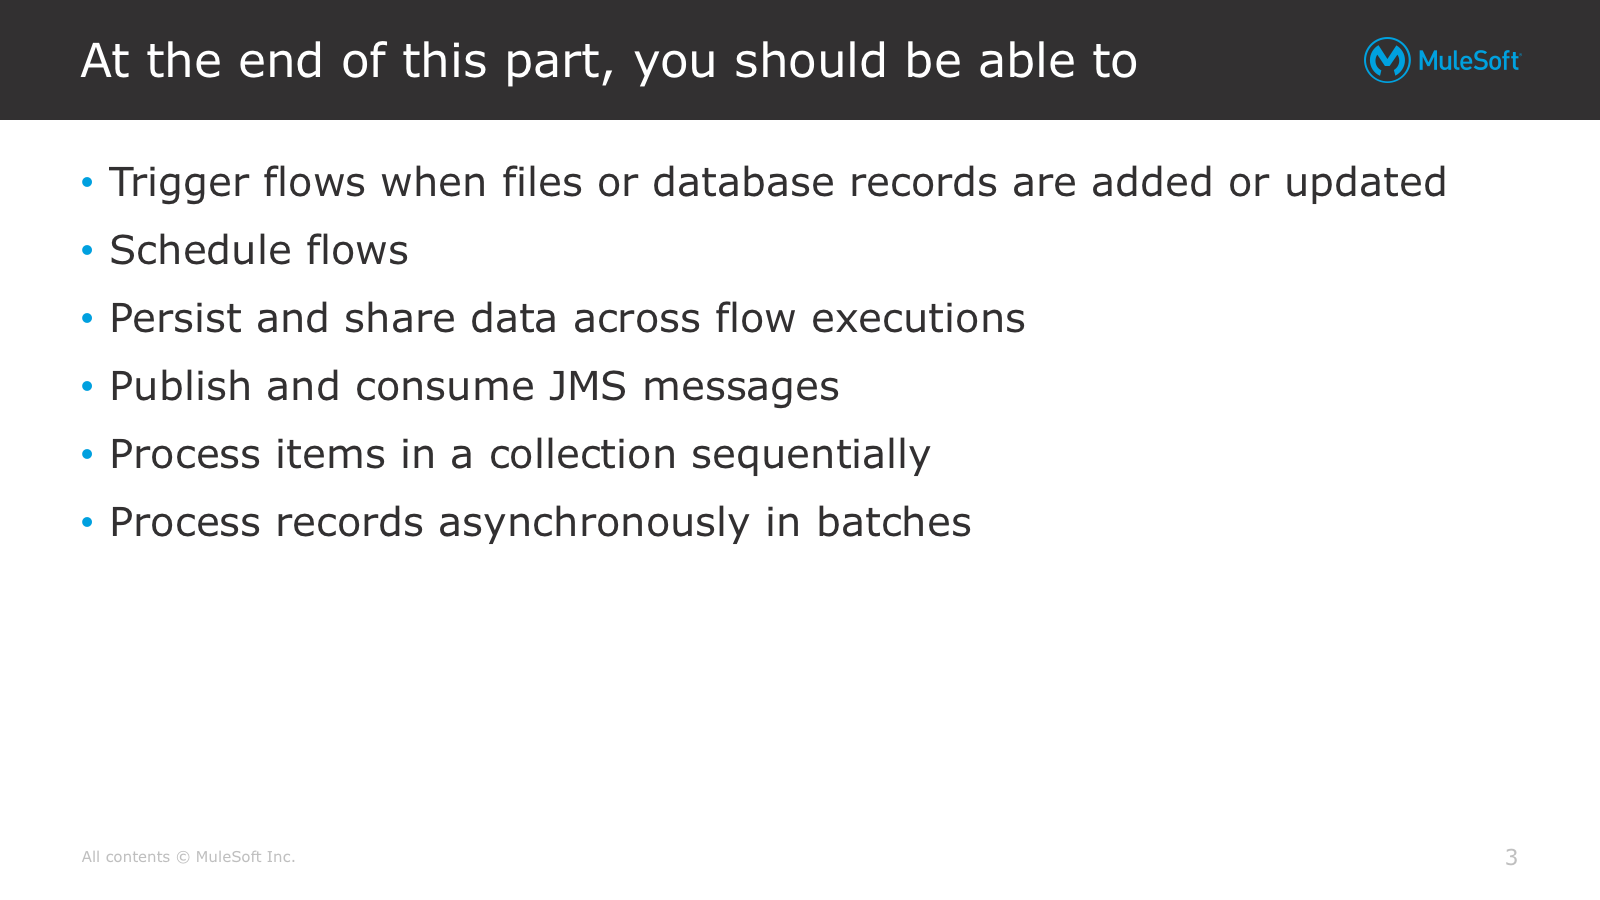 At the end of this part, you should be able to
MuleSoft
• Trigger flows when files or database records are added or updated
• Schedule flows
• Persist and share data across flow executions
• Publish and consume JMS messages
• Process items in a collection sequentially
• Process records asynchronously in batches
All contents © MuleSoft Inc.
3